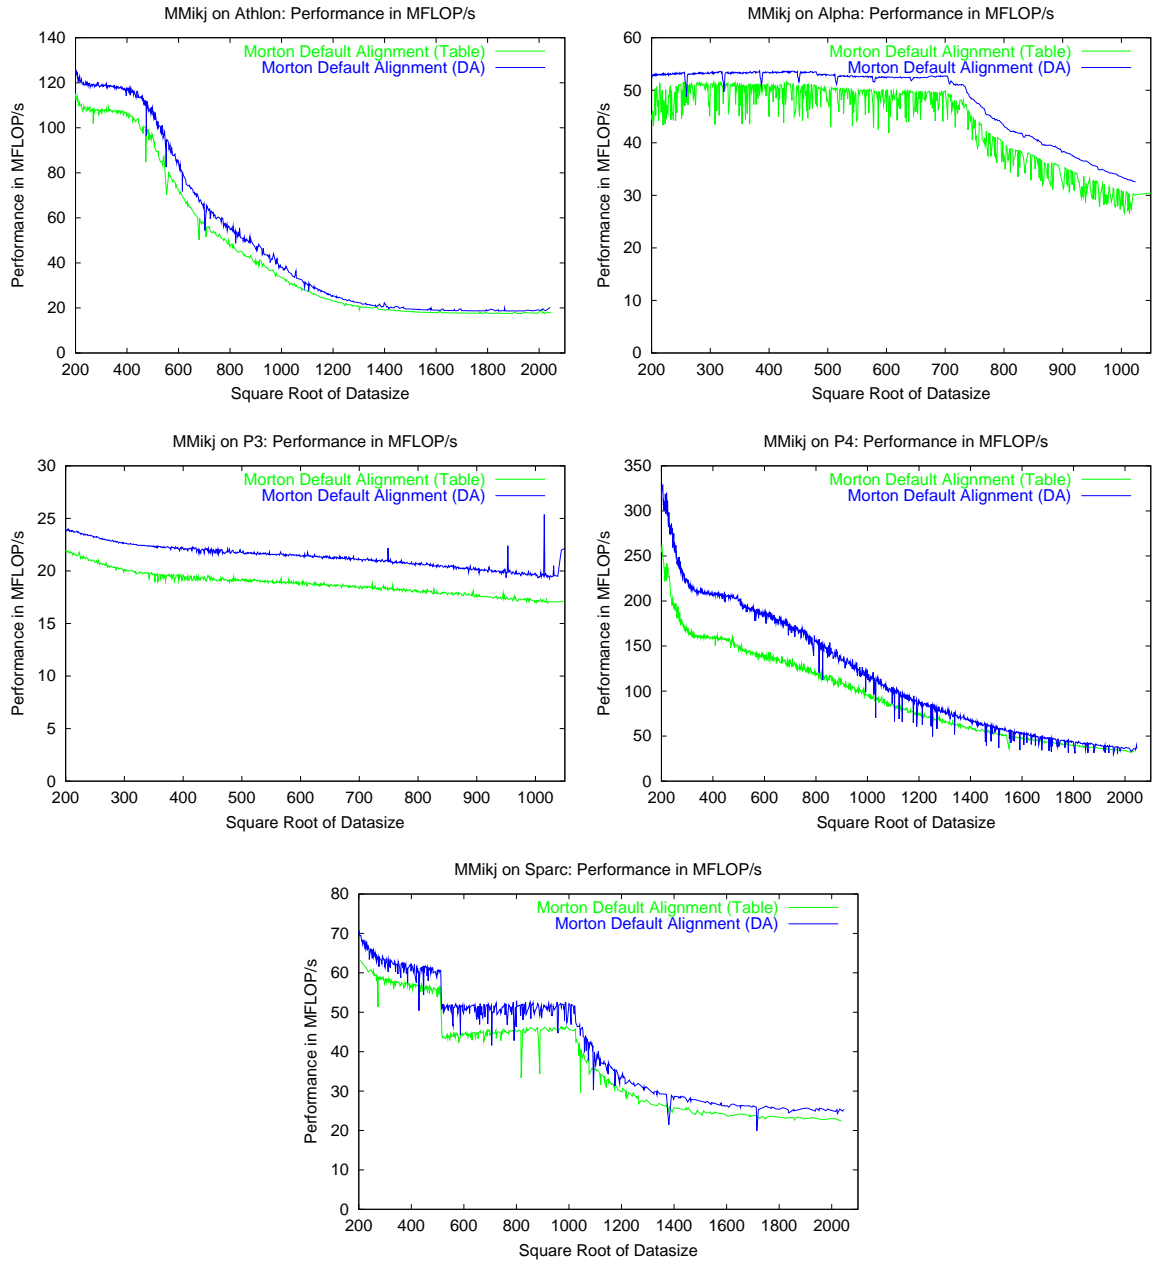 MMikj on Athlon: Performance in MFLOP/s
140
120
100
80
60
40
20
0
Performance in MFLOP/s
Morton Default Alignment (Table)
Morton Default Alignment (DA)
200 400 600 800 1000 1200 1400 1600 1800 2000
Square Root of Datasize
MMikj on Alpha: Performance in MFLOP/s
60
50
40
30
20
10
0
Performance in MFLOP/s
Morton Default Alignment (Table)
Morton Default Alignment (DA)
200 300 400 500 600 700 800 900 1000
Square Root of Datasize
MMikj on P3: Performance in MFLOP/s
30
25
20
15
10
5
0
Performance in MFLOP/s
Morton Default Alignment (Table)
Morton Default Alignment (DA)
200 300 400 500 600 700 800 900 1000
Square Root of Datasize
MMikj on P4: Performance in MFLOP/s
350
300
250
200
150
100
50
0
Performance in MFLOP/s
Morton Default Alignment (Table)
Morton Default Alignment (DA)
200 400 600 800 1000 1200 1400 1600 1800 2000
Square Root of Datasize
MMikj on Sparc: Performance in MFLOP/s
80
70
60
50
40
30
20
10
0
Performance in MFLOP/s
Morton Default Alignment (Table)
Morton Default Alignment (DA)
200 400 600 800 1000 1200 1400 1600 1800 2000
Square Root of Datasize